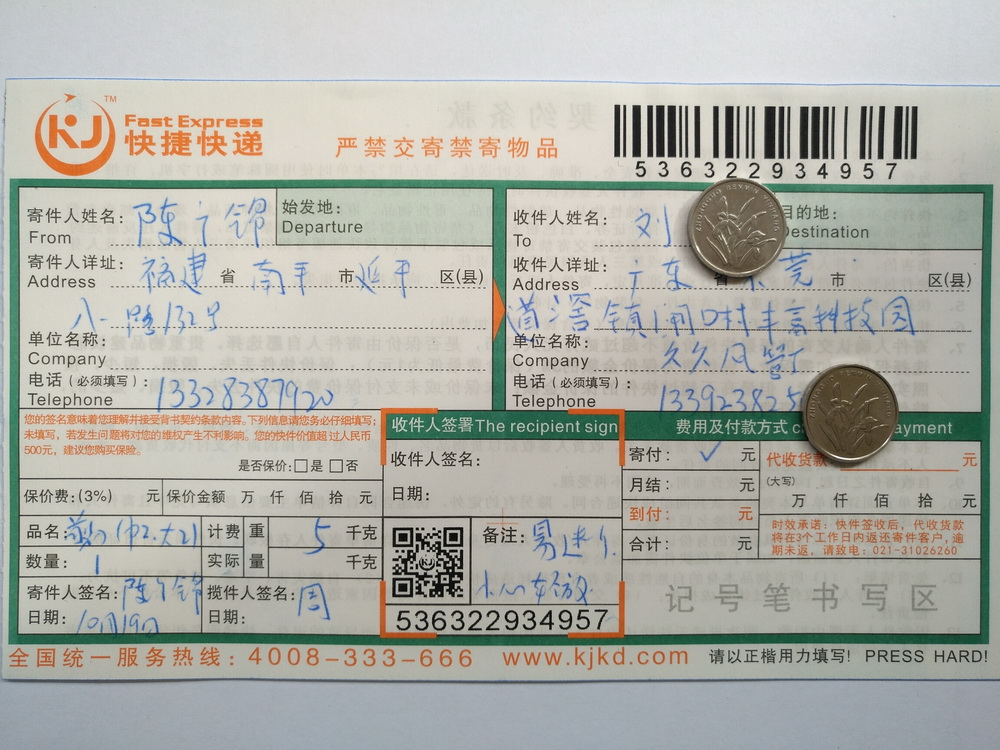 KJ TM
Fast Express
快捷快递
严禁交寄禁寄物品
536322934957
寄件人姓名: 陈
From
始发地:
Departure
寄件人详址: 福建 省 南平 市 延平 区(县)
Address
八一路132号
单位名称:
Company
电话(必须填写): 13328387920
Telephone
收件人姓名: 刘
To
目的地:
Destination
收件人详址: 广东 省 东莞 市 区(县)
Address
道滘镇 闸口村丰富科技园
单位名称: 久久风管厂
Company
电话(必须填写): 133923825
Telephone
您的签名意味着您理解并接受背书契约条款内容。下列信息请您务必仔细填写;
未填写,若发生问题将对您的维权产生不利影响。您的快件价值超过人民币
500元,建议您购买保险。
是否保价:□是 □否
保价费:(3%) 元 保价金额 万 仟 佰 拾 元
品名: 计费 重 5 千克
数量: 1 实际 量 千克
寄件人签名: 陈
日期: 10月19日
揽件人签名: 周
日期:
收件人签署The recipient sign
收件人签名:
日期:
备注: 易
小心轻放
536322934957
费用及付款方式 c ayment
寄付: ✓ 元
月结: 元
到付: 元
合计: 元
代收货款 元
(大写)
万 仟 佰 拾 元
时效承诺:快件签收后,代收货款
将在3个工作日内返还寄件客户,逾
期未返。请致电:021-31026260
记号笔书写区
全国统一服务热线:4008-333-666 www.kjkd.com 请以正楷用力填写! PRESS HARD!